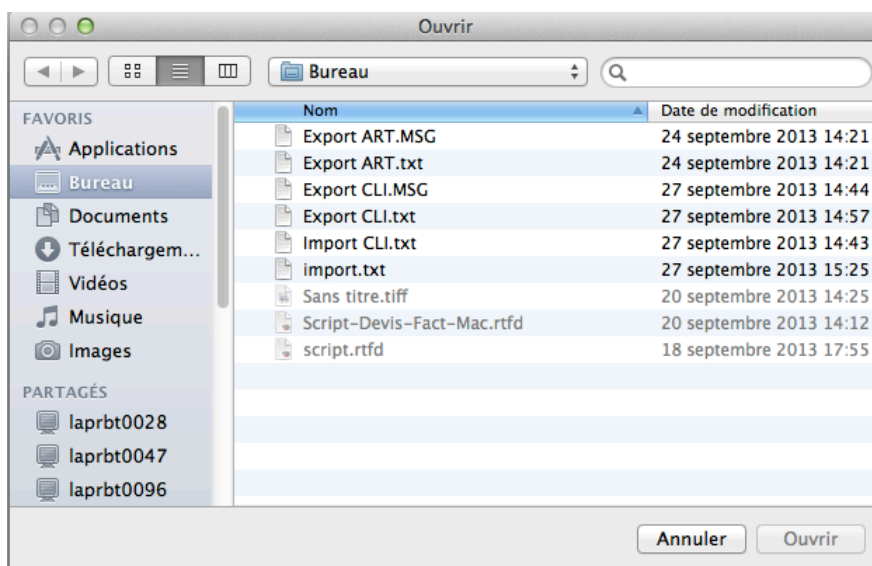 Ouvrir
Bureau
FAVORIS
Applications
Bureau
Documents
Téléchargem...
Vidéos
Musique
Images
PARTAGÉS
laprbt0028
laprbt0047
laprbt0096
Nom Date de modification
Export ART.MSG 24 septembre 2013 14:21
Export ART.txt 24 septembre 2013 14:21
Export CLI.MSG 27 septembre 2013 14:44
Export CLI.txt 27 septembre 2013 14:57
Import CLI.txt 27 septembre 2013 14:43
import.txt 27 septembre 2013 15:25
Sans titre.tiff 20 septembre 2013 14:25
Script-Devis-Fact-Mac.rtfd 20 septembre 2013 14:12
script.rtfd 18 septembre 2013 17:55
Annuler Ouvrir